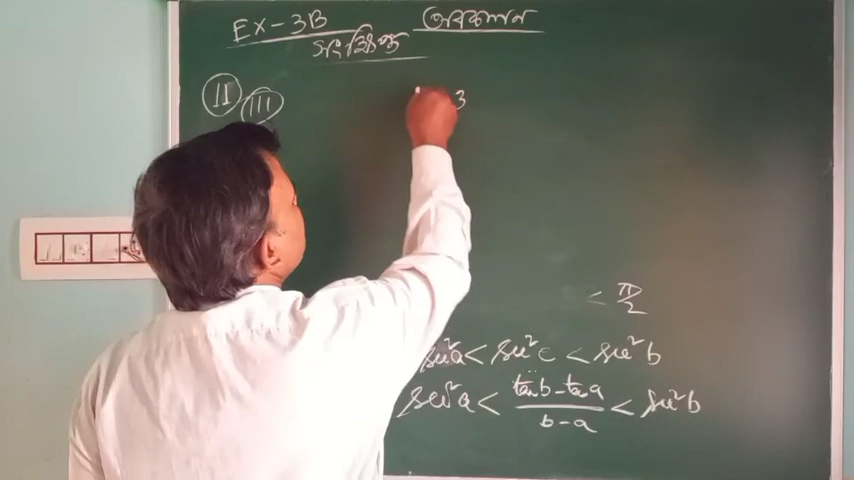 EX-3B অবকলন
সংক্ষিপ্ত
II III
3
< π/2
sec²a < sec²c < sec²b
sec²a < (tan b - tan a)/(b - a) < sec²b